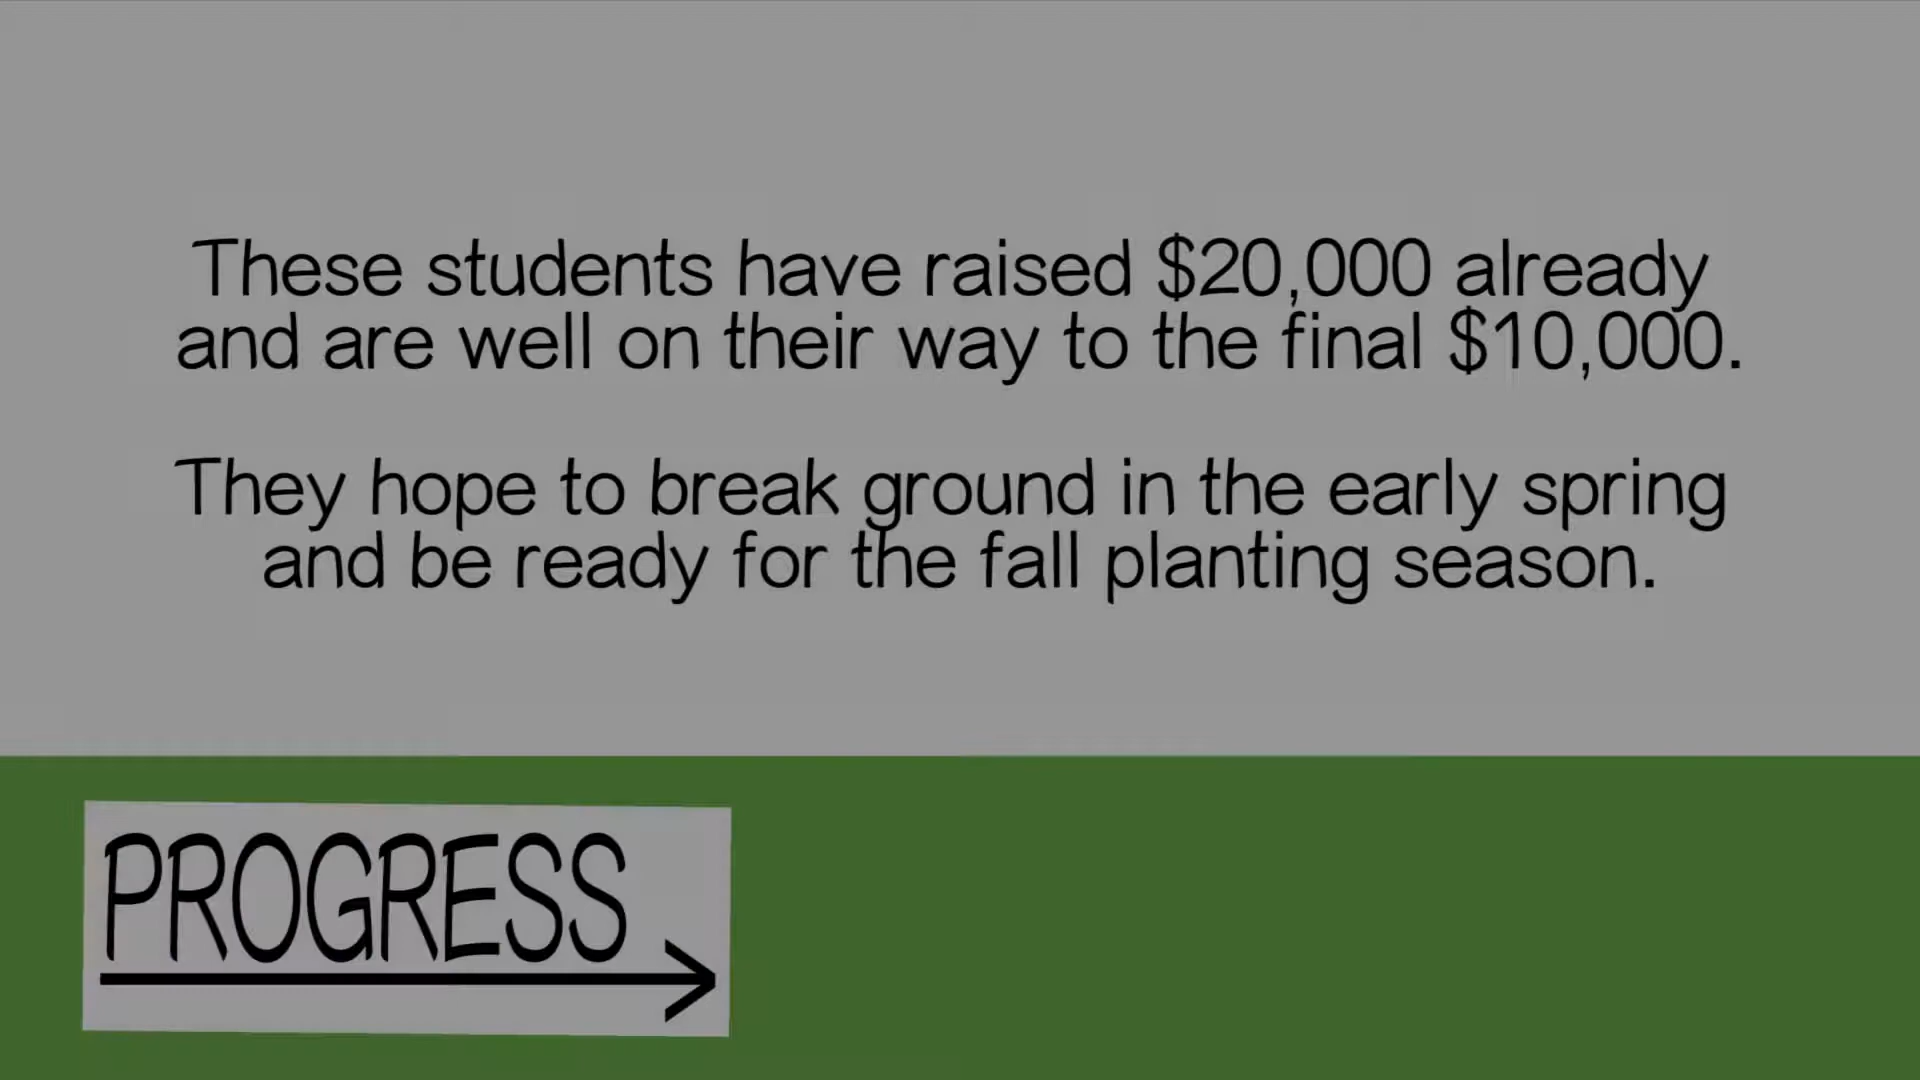 These students have raised $20,000 already
and are well on their way to the final $10,000.
They hope to break ground in the early spring
and be ready for the fall planting season.
PROGRESS